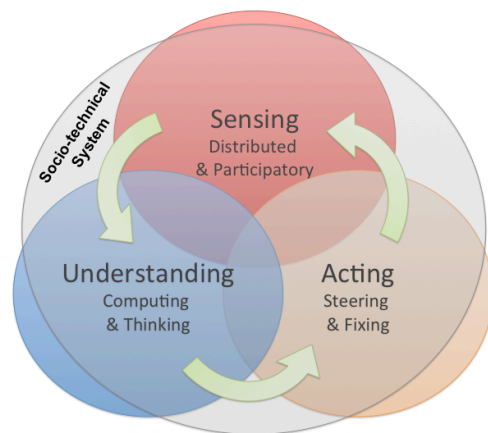 Socio-technical
System
Sensing
Distributed
& Participatory
Understanding
Computing
& Thinking
Acting
Steering
& Fixing